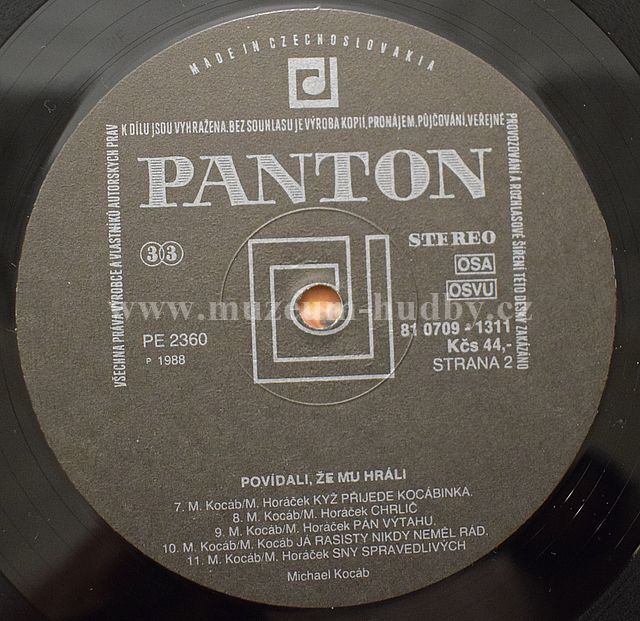 MADE IN CZECHOSLOVAKIA
VŠECHNA PRÁVA VÝROBCE A VLASTNÍKŮ AUTORSKÝCH PRÁV
K DÍLU JSOU VYHRAŽENA. BEZ SOUHLASU JE VÝROBA KOPIÍ, PRONÁJEM, PŮJČOVÁNÍ, VEŘEJNÉ
PROVOZOVÁNÍ A ROZHLASOVÉ ŠÍŘENÍ TÉTO DESKY ZAKÁZÁNO
PANTON
33
STEREO
OSA
OSVU
www.muzeum-hudby.cz
PE 2360
P 1988
81 0709-1311
Kčs 44,-
STRANA 2
POVÍDALI, ŽE MU HRÁLI
7. M. Kocáb/M. Horáček KYŽ PŘIJEDE KOCÁBINKA.
8. M. Kocáb/M. Horáček CHRLIČ
9. M. Kocáb/M. Horáček PÁN VÝTAHU,
10. M. Kocáb/M. Kocáb JÁ RASISTY NIKDY NEMĚL RÁD,
11. M. Kocáb/M. Horáček SNY SPRAVEDLIVÝCH
Michael Kocáb